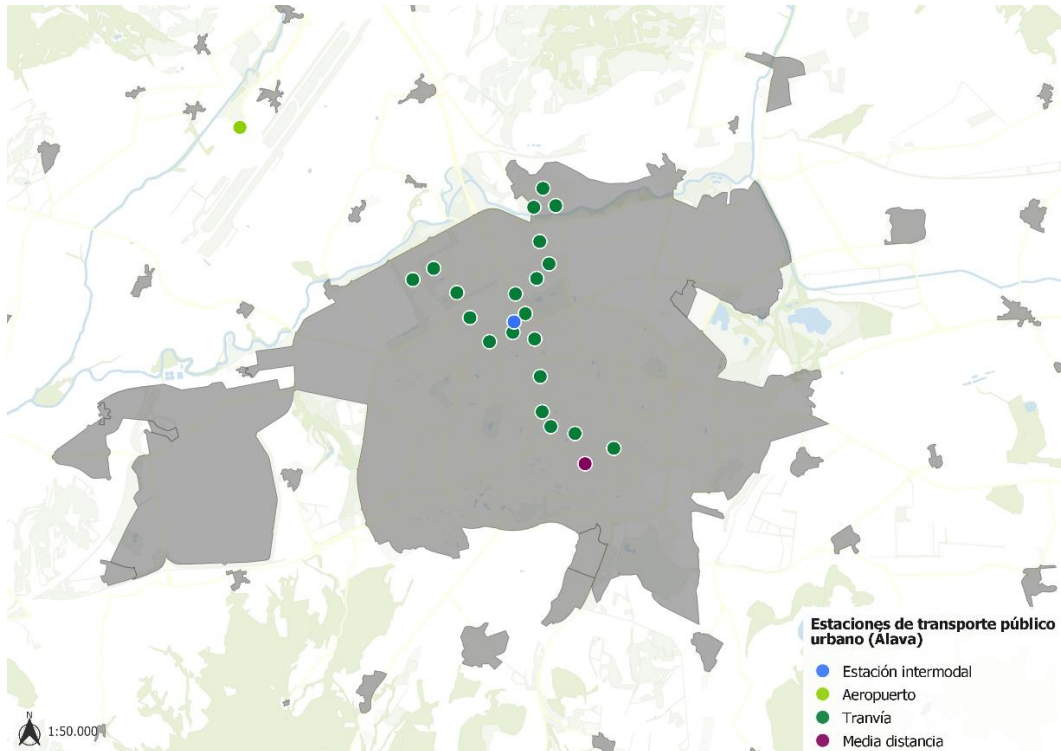 Estaciones de transporte público
urbano (Álava)
Estación intermodal
Aeropuerto
Tranvía
Media distancia
N
1:50.000